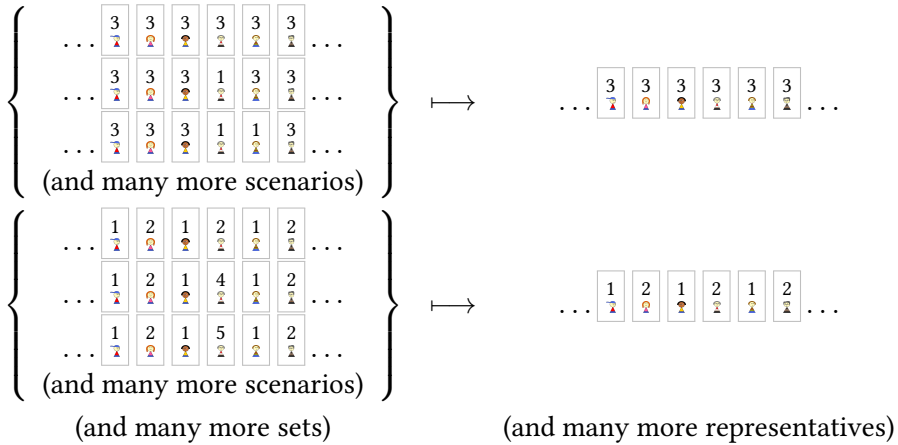 ... 3 3 3 3 3 3 ...
... 3 3 3 1 3 3 ... ↦ ... 3 3 3 3 3 3 ...
... 3 3 3 1 1 3 ...
(and many more scenarios)
... 1 2 1 2 1 2 ...
... 1 2 1 4 1 2 ... ↦ ... 1 2 1 2 1 2 ...
... 1 2 1 5 1 2 ...
(and many more scenarios)
(and many more sets) (and many more representatives)